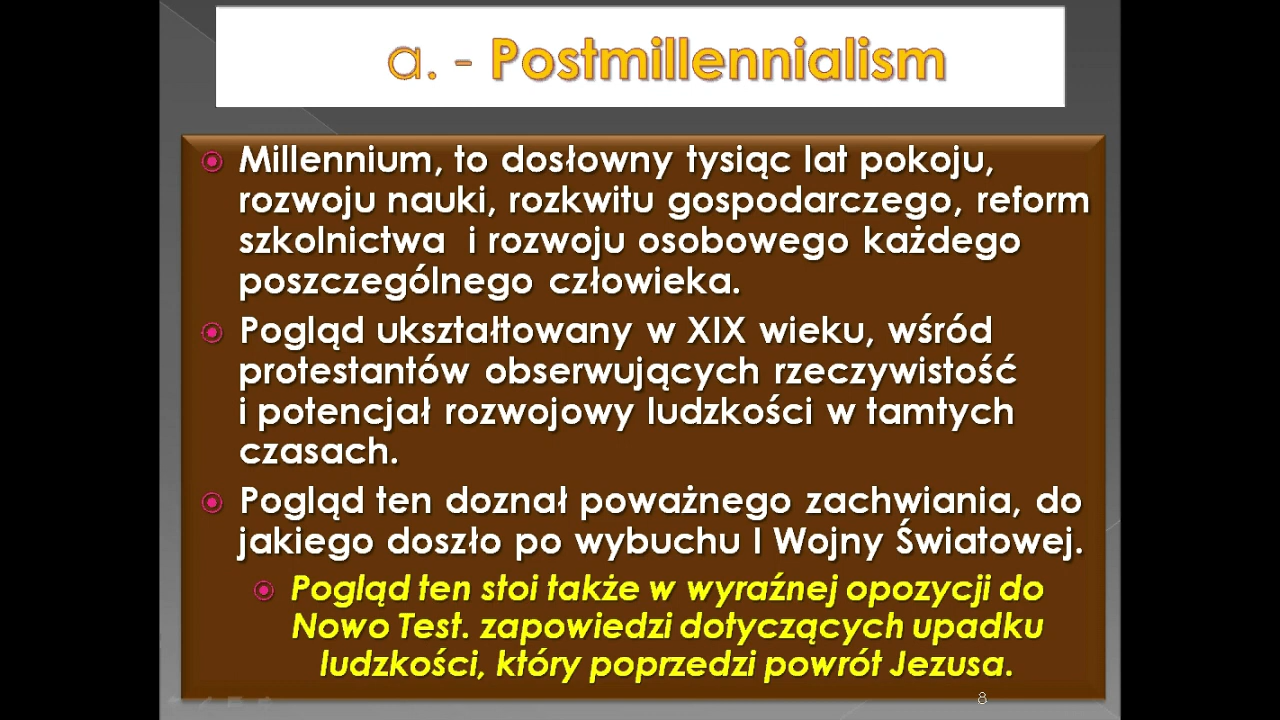 a. - Postmillennialism
Millennium, to dosłowny tysiąc lat pokoju,
rozwoju nauki, rozkwitu gospodarczego, reform
szkolnictwa i rozwoju osobowego każdego
poszczególnego człowieka.
Pogląd ukształtowany w XIX wieku, wśród
protestantów obserwujących rzeczywistość
i potencjał rozwojowy ludzkości w tamtych
czasach.
Pogląd ten doznał poważnego zachwiania, do
jakiego doszło po wybuchu I Wojny Światowej.
Pogląd ten stoi także w wyraźnej opozycji do
Nowo Test. zapowiedzi dotyczących upadku
ludzkości, który poprzedzi powrót Jezusa.
8